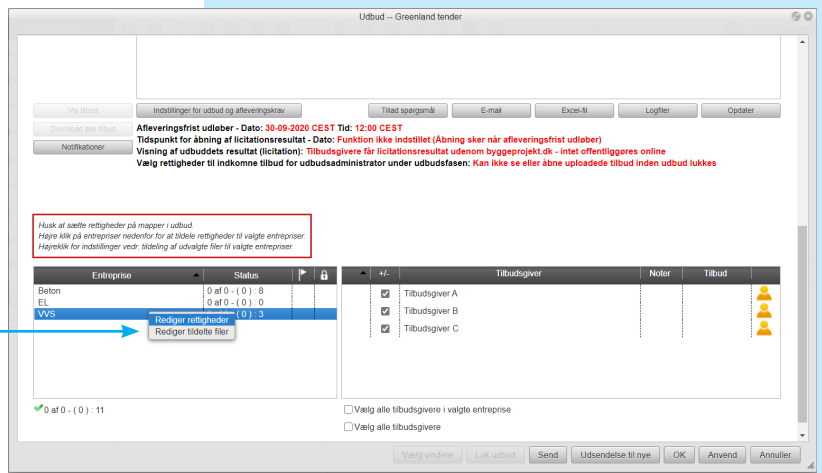 Udbud -- Greenland tender
Vis tilbud
Indstillinger for udbud og afleveringskrav
Tillad spørgsmål
E-mail
Excel-fil
Logfiler
Opdater
Download alle tilbud
Afleveringsfrist udløber - Dato: 30-09-2020 CEST Tid: 12:00 CEST
Tidspunkt for åbning af licitationsresultat - Dato: Funktion ikke indstillet (Åbning sker når afleveringsfrist udløber)
Notifikationer
Visning af udbuddets resultat (licitation): Tilbudsgivere får licitationsresultat udenom byggeprojekt.dk - intet offentliggøres online
Vælg rettigheder til indkomne tilbud for udbudsadministrator under udbudsfasen: Kan ikke se eller åbne uploadede tilbud inden udbud lukkes
Husk at sætte rettigheder på mapper i udbud.
Højre klik på entrepriser nedenfor for at tildele rettigheder til valgte entrepriser.
Højreklik for indstillinger vedr. tildeling af udvalgte filer til valgte entrepriser.
Entreprise
Status
+/-
Tilbudsgiver
Noter
Tilbud
Beton
0 af 0 - ( 0 ) : 8
EL
0 af 0 - ( 0 ) : 0
VVS
( 0 ) : 3
Rediger rettigheder
Rediger tildelte filer
Tilbudsgiver A
Tilbudsgiver B
Tilbudsgiver C
0 af 0 - ( 0 ) : 11
Vælg alle tilbudsgivere i valgte entreprise
Vælg alle tilbudsgivere
Vælg vindere
Luk udbud
Send
Udsendelse til nye
OK
Anvend
Annuller